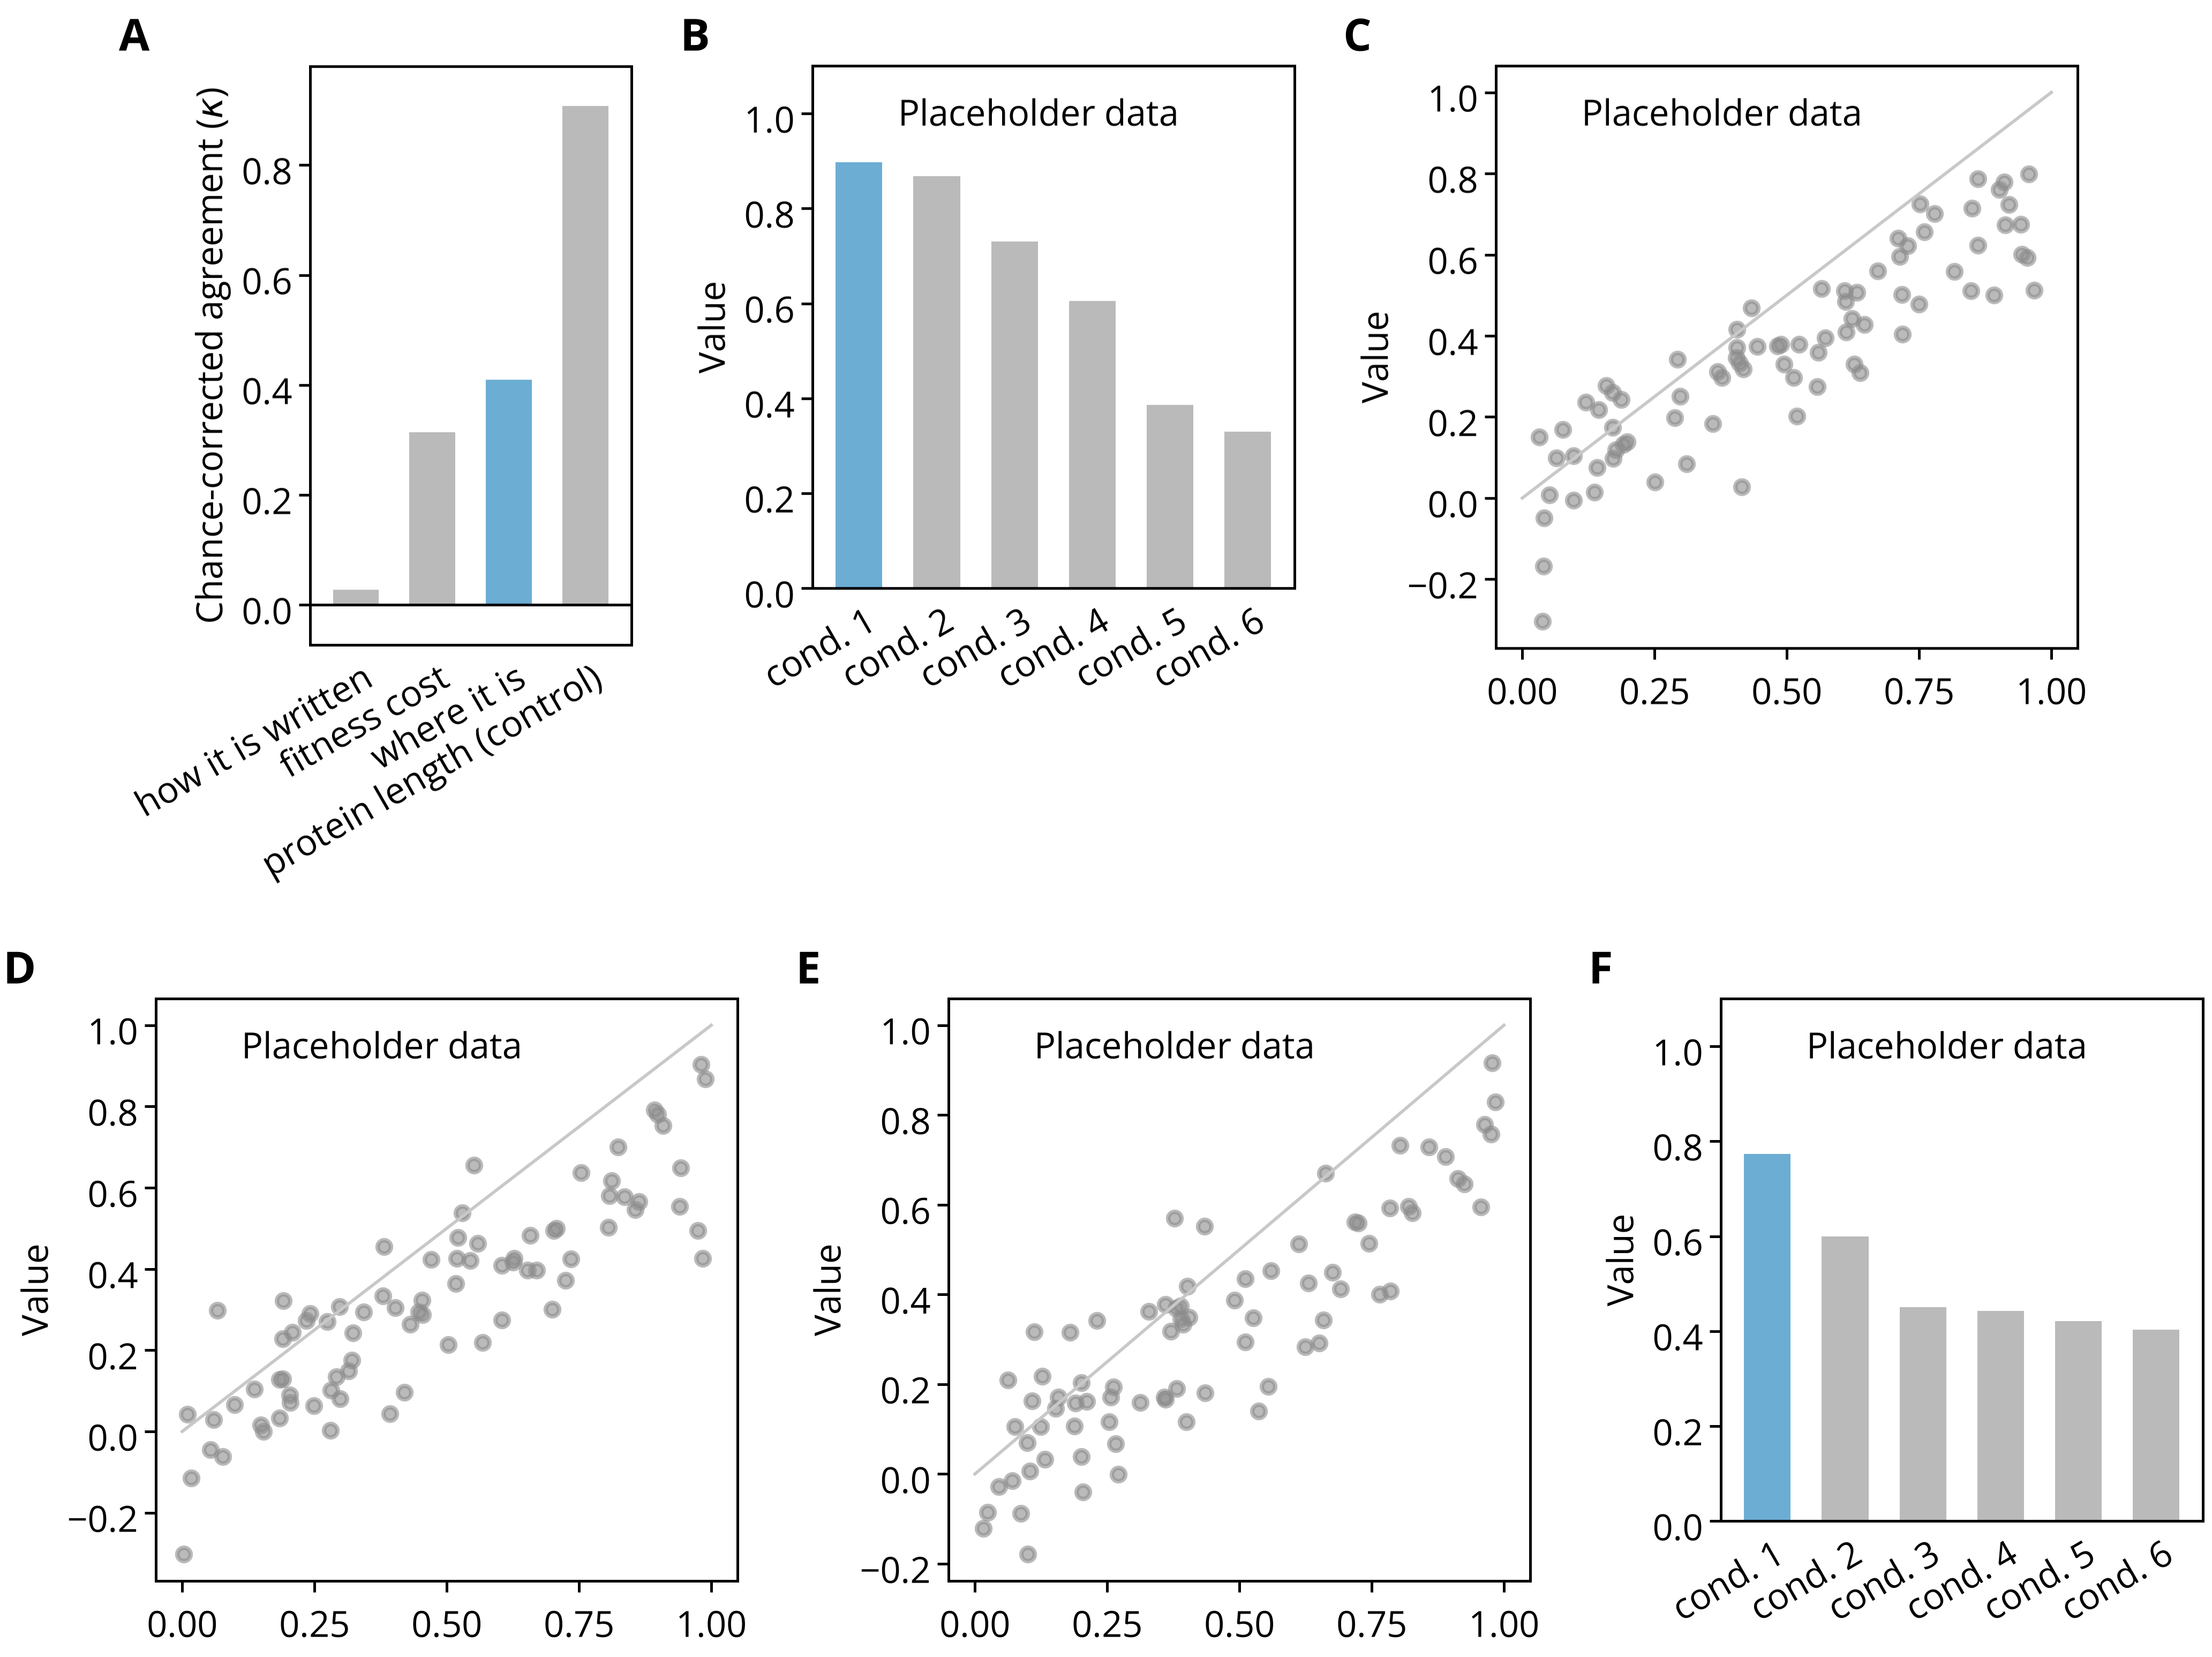 A
Chance-corrected agreement (κ)
0.8
0.6
0.4
0.2
0.0
how it is written
fitness cost
where it is
protein length (control)
B
Placeholder data
Value
1.0
0.8
0.6
0.4
0.2
0.0
cond. 1
cond. 2
cond. 3
cond. 4
cond. 5
cond. 6
C
Placeholder data
Value
1.0
0.8
0.6
0.4
0.2
0.0
−0.2
0.00
0.25
0.50
0.75
1.00
D
Placeholder data
Value
1.0
0.8
0.6
0.4
0.2
0.0
−0.2
0.00
0.25
0.50
0.75
1.00
E
Placeholder data
Value
1.0
0.8
0.6
0.4
0.2
0.0
−0.2
0.00
0.25
0.50
0.75
1.00
F
Placeholder data
Value
1.0
0.8
0.6
0.4
0.2
0.0
cond. 1
cond. 2
cond. 3
cond. 4
cond. 5
cond. 6